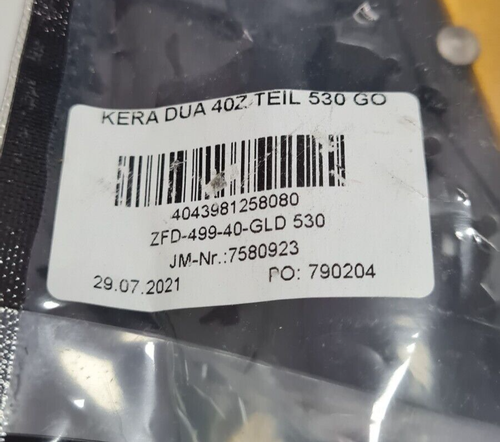 KERA DUA 40Z TEIL 530 GO
4043981258080
ZFD-499-40-GLD 530
JM-Nr.:7580923
29.07.2021 PO: 790204